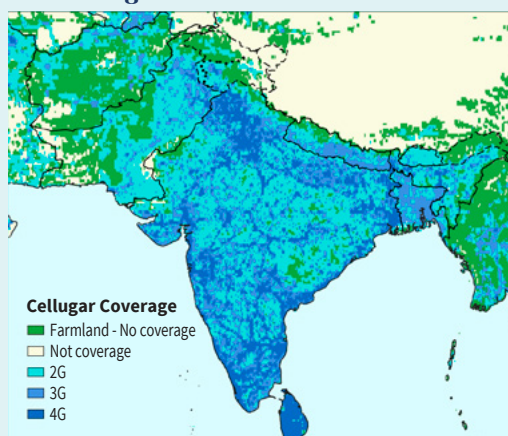 Cellugar Coverage
Farmland - No coverage
Not coverage
2G
3G
4G